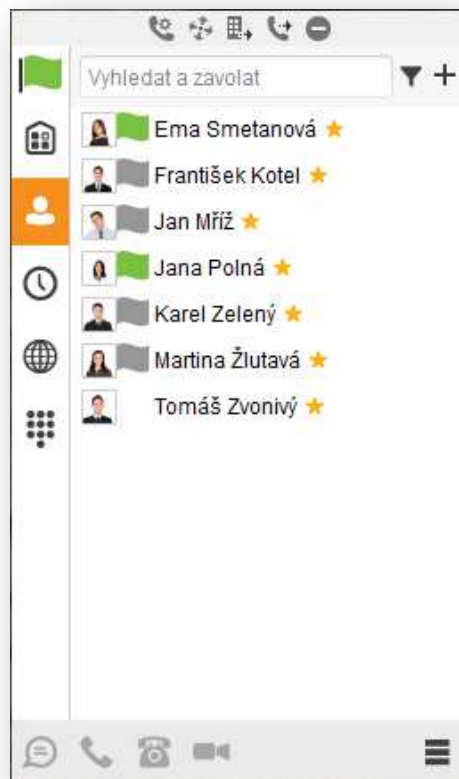 Vyhledat a zavolat
Ema Smetanová
František Kotel
Jan Mříž
Jana Polná
Karel Zelený
Martina Žlutavá
Tomáš Zvonivý